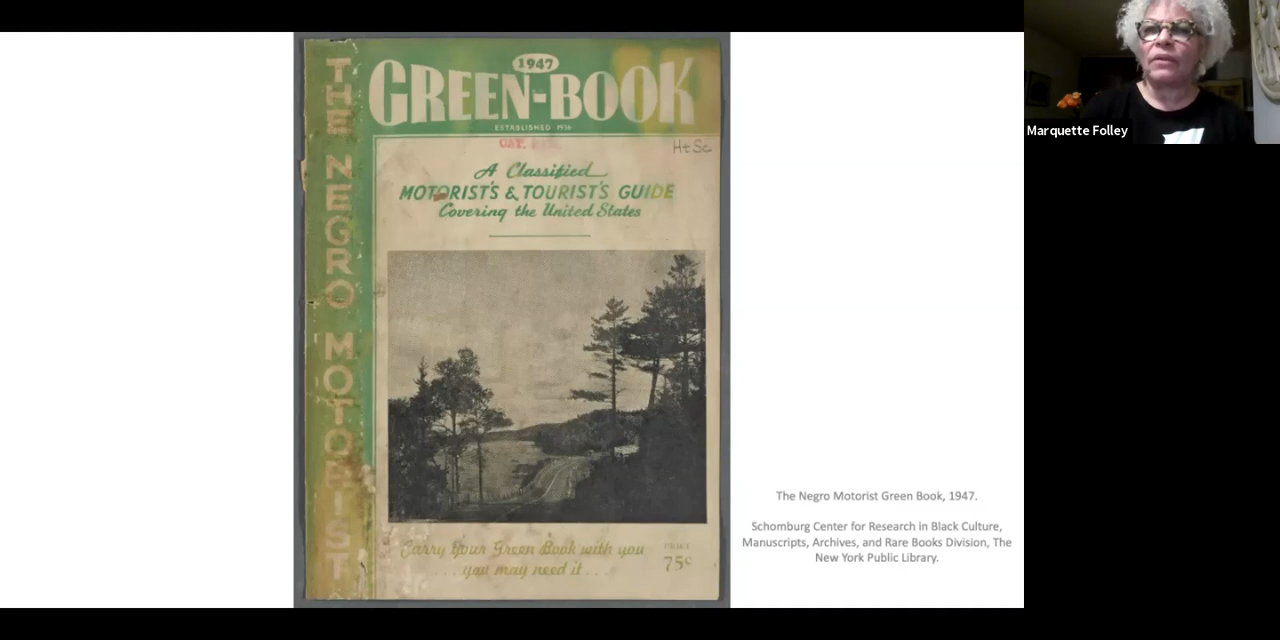 THE NEGRO MOTORIST
1947
GREEN-BOOK
ESTABLISHED 1936
CAT.
Ht Sc
A Classified
MOTORIST'S & TOURIST'S GUIDE
Covering the United States
Carry your Green Book with you
. . . . you may need it . . .
PRICE
75¢
The Negro Motorist Green Book, 1947.
Schomburg Center for Research in Black Culture,
Manuscripts, Archives, and Rare Books Division, The
New York Public Library.
Marquette Folley